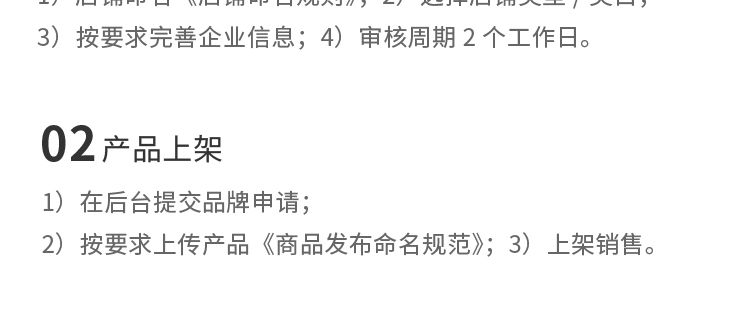 3）按要求完善企业信息；4）审核周期 2 个工作日。
02 产品上架
1）在后台提交品牌申请；
2）按要求上传产品《商品发布命名规范》；3）上架销售。